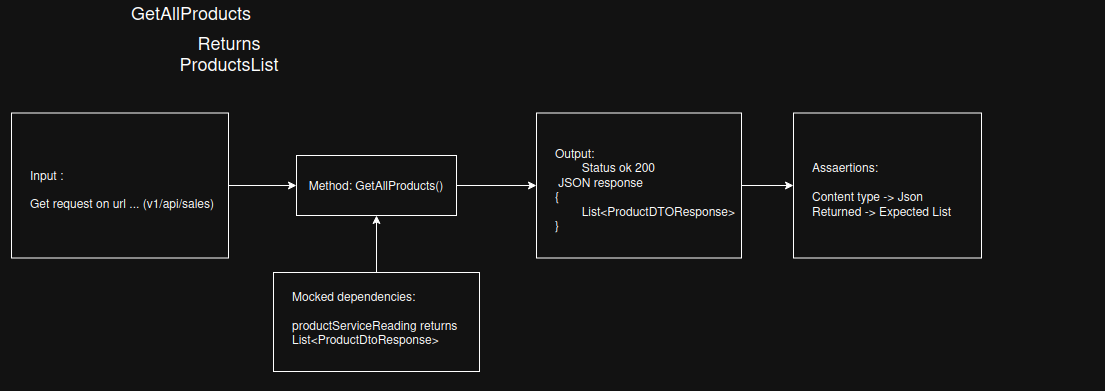 GetAllProducts
Returns
ProductsList
Input :
Get request on url ... (v1/api/sales)
Method: GetAllProducts()
Mocked dependencies:
productServiceReading returns
List<ProductDtoResponse>
Output:
Status ok 200
JSON response
{
List<ProductDTOResponse>
}
Assaertions:
Content type -> Json
Returned -> Expected List